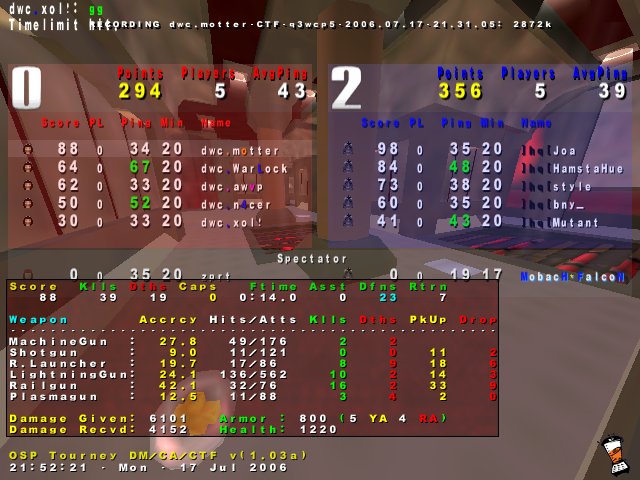 dwc.xol!: gg
Timelimit hit.
RECORDING dwc.motter-CTF-q3wcp5-2006.07.17-21.31.05: 2872k
0 Points Players AvgPing
294 5 43
Score PL Ping Min Name
88 0 34 20 dwc.motter
64 0 67 20 dwc.WarLock
62 0 33 20 dwc.awvp
50 0 52 20 dwc.n4cer
30 0 33 20 dwc.xol!
2 Points Players AvgPing
356 5 39
Score PL Ping Min Name
98 0 35 20 lhqlJoa
84 0 48 20 lhqlHamstaHue
73 0 38 20 lhqlstyle
60 0 35 20 lhqlbny_
41 0 43 20 lhqlMutant
Spectator
0 0 35 20 zprt
0 0 19 17 MobacH*FalcoN
Score Klls Dths Caps Ftime Asst Dfns Rtrn
88 39 19 0 0:14.0 0 23 7
Weapon Accrcy Hits/Atts Klls Dths PkUp Drop
MachineGun : 27.8 49/176 2 2
Shotgun : 9.0 11/121 0 0 11 2
R.Launcher : 19.7 17/86 8 9 18 6
LightningGun : 24.1 136/562 10 2 14 3
Railgun : 42.1 32/76 16 2 33 9
Plasmagun : 12.5 11/88 3 4 2 0
Damage Given: 6101 Armor : 800 (5 YA 4 RA)
Damage Recvd: 4152 Health: 1220
OSP Tourney DM/CA/CTF v(1.03a)
21:52:21 - Mon - 17 Jul 2006